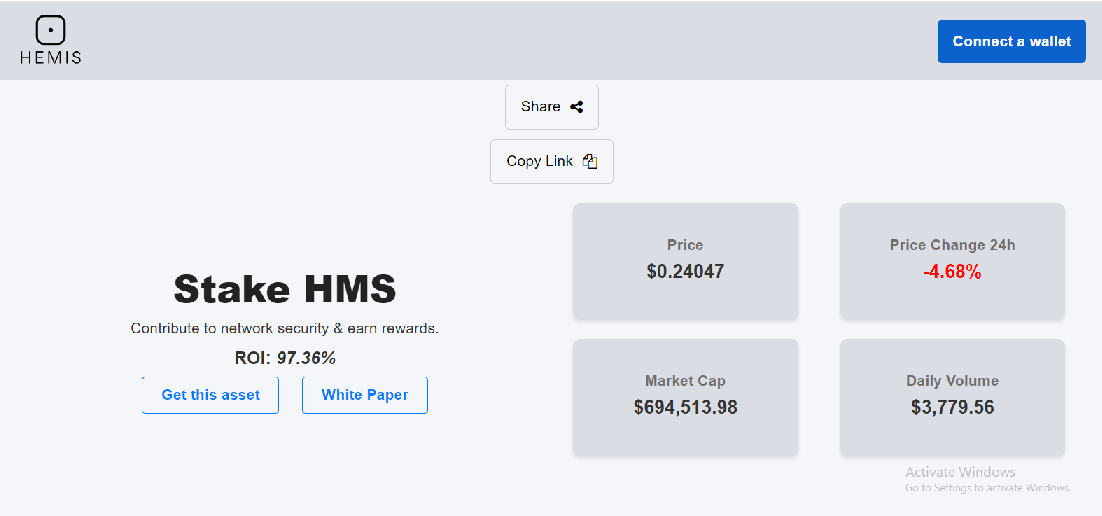 HEMIS
Connect a wallet
Share
Copy Link
Stake HMS
Contribute to network security & earn rewards.
ROI: 97.36%
Get this asset
White Paper
Price
$0.24047
Price Change 24h
-4.68%
Market Cap
$694,513.98
Daily Volume
$3,779.56
Activate Windows
Go to Settings to activate Windows.